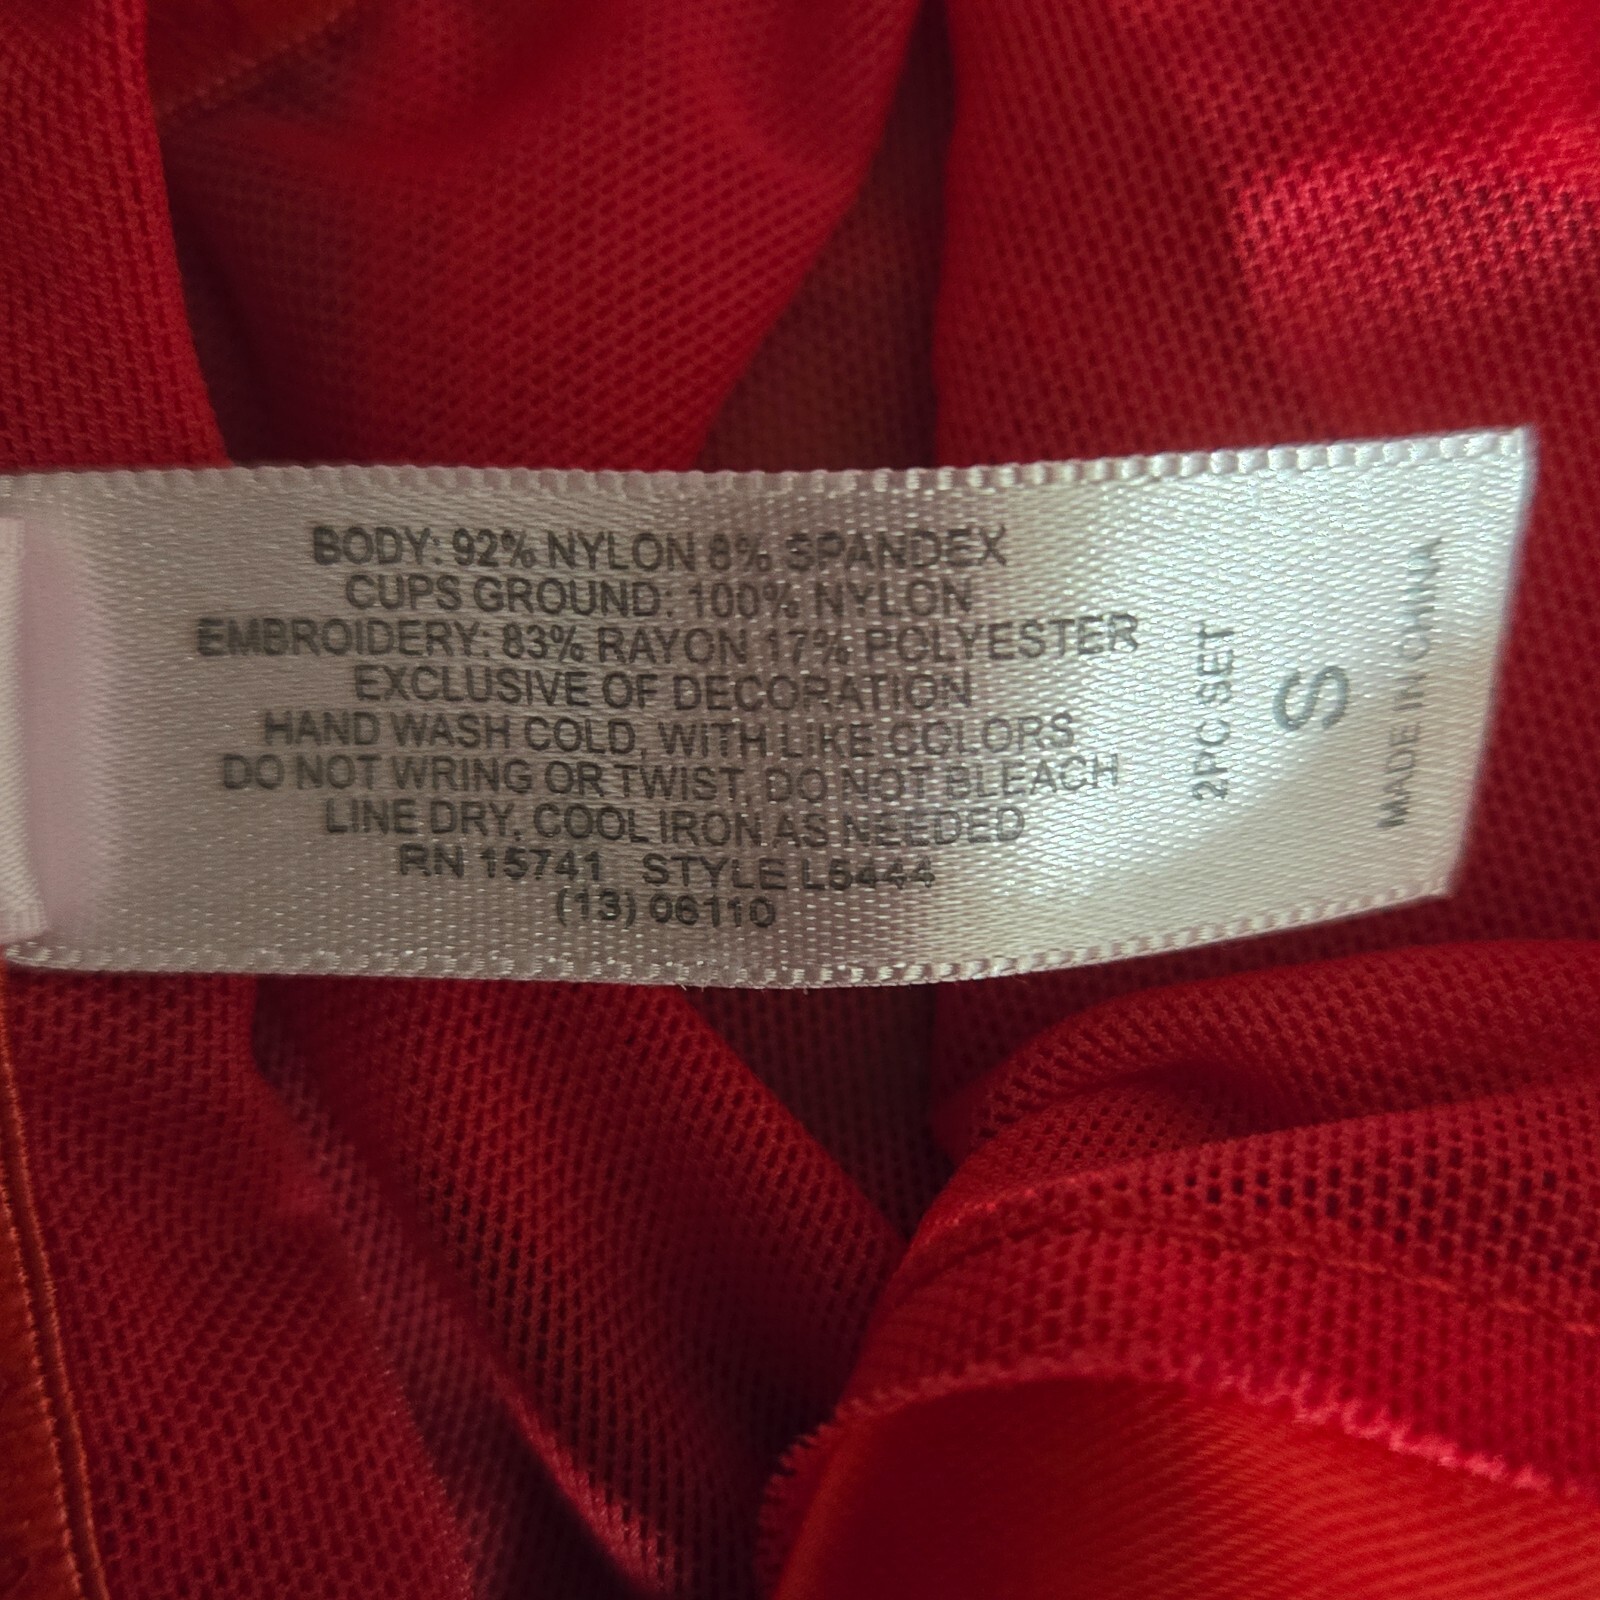 BODY: 92% NYLON 8% SPANDEX
CUPS GROUND: 100% NYLON
EMBROIDERY: 83% RAYON 17% POLYESTER
EXCLUSIVE OF DECORATION
HAND WASH COLD, WITH LIKE COLORS
DO NOT WRING OR TWIST, DO NOT BLEACH
LINE DRY, COOL IRON AS NEEDED
RN 15741 STYLE L5444
(13) 06110
2PC SET
S
MADE IN CHINA